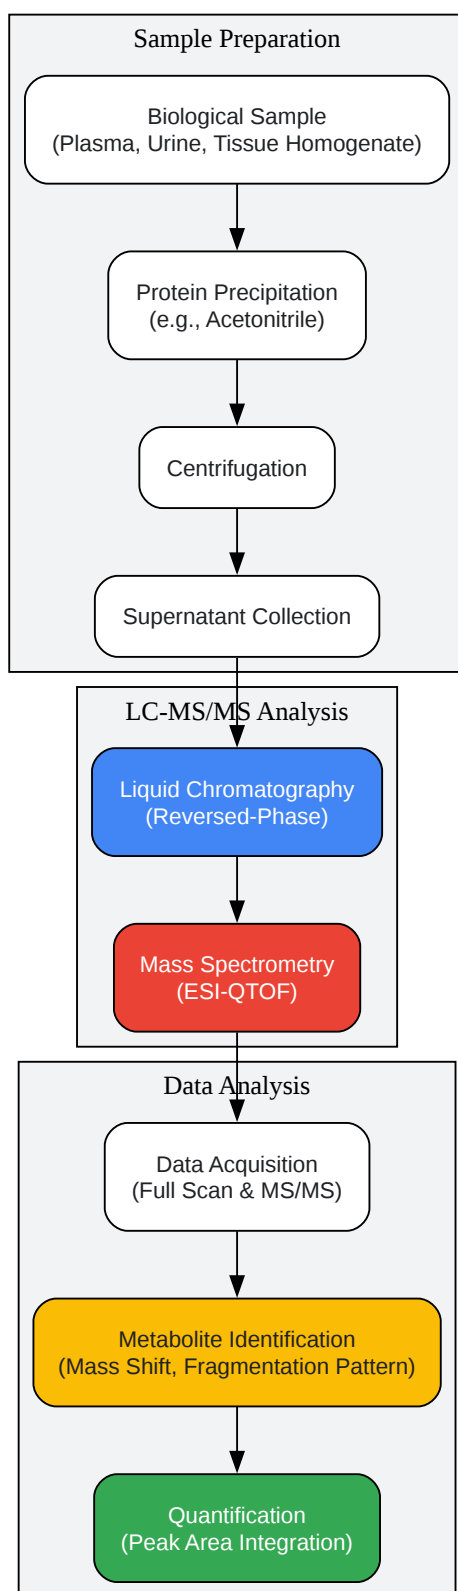 Sample Preparation
Biological Sample
(Plasma, Urine, Tissue Homogenate)
Protein Precipitation
(e.g., Acetonitrile)
Centrifugation
Supernatant Collection
LC-MS/MS Analysis
Liquid Chromatography
(Reversed-Phase)
Mass Spectrometry
(ESI-QTOF)
Data Analysis
Data Acquisition
(Full Scan & MS/MS)
Metabolite Identification
(Mass Shift, Fragmentation Pattern)
Quantification
(Peak Area Integration)